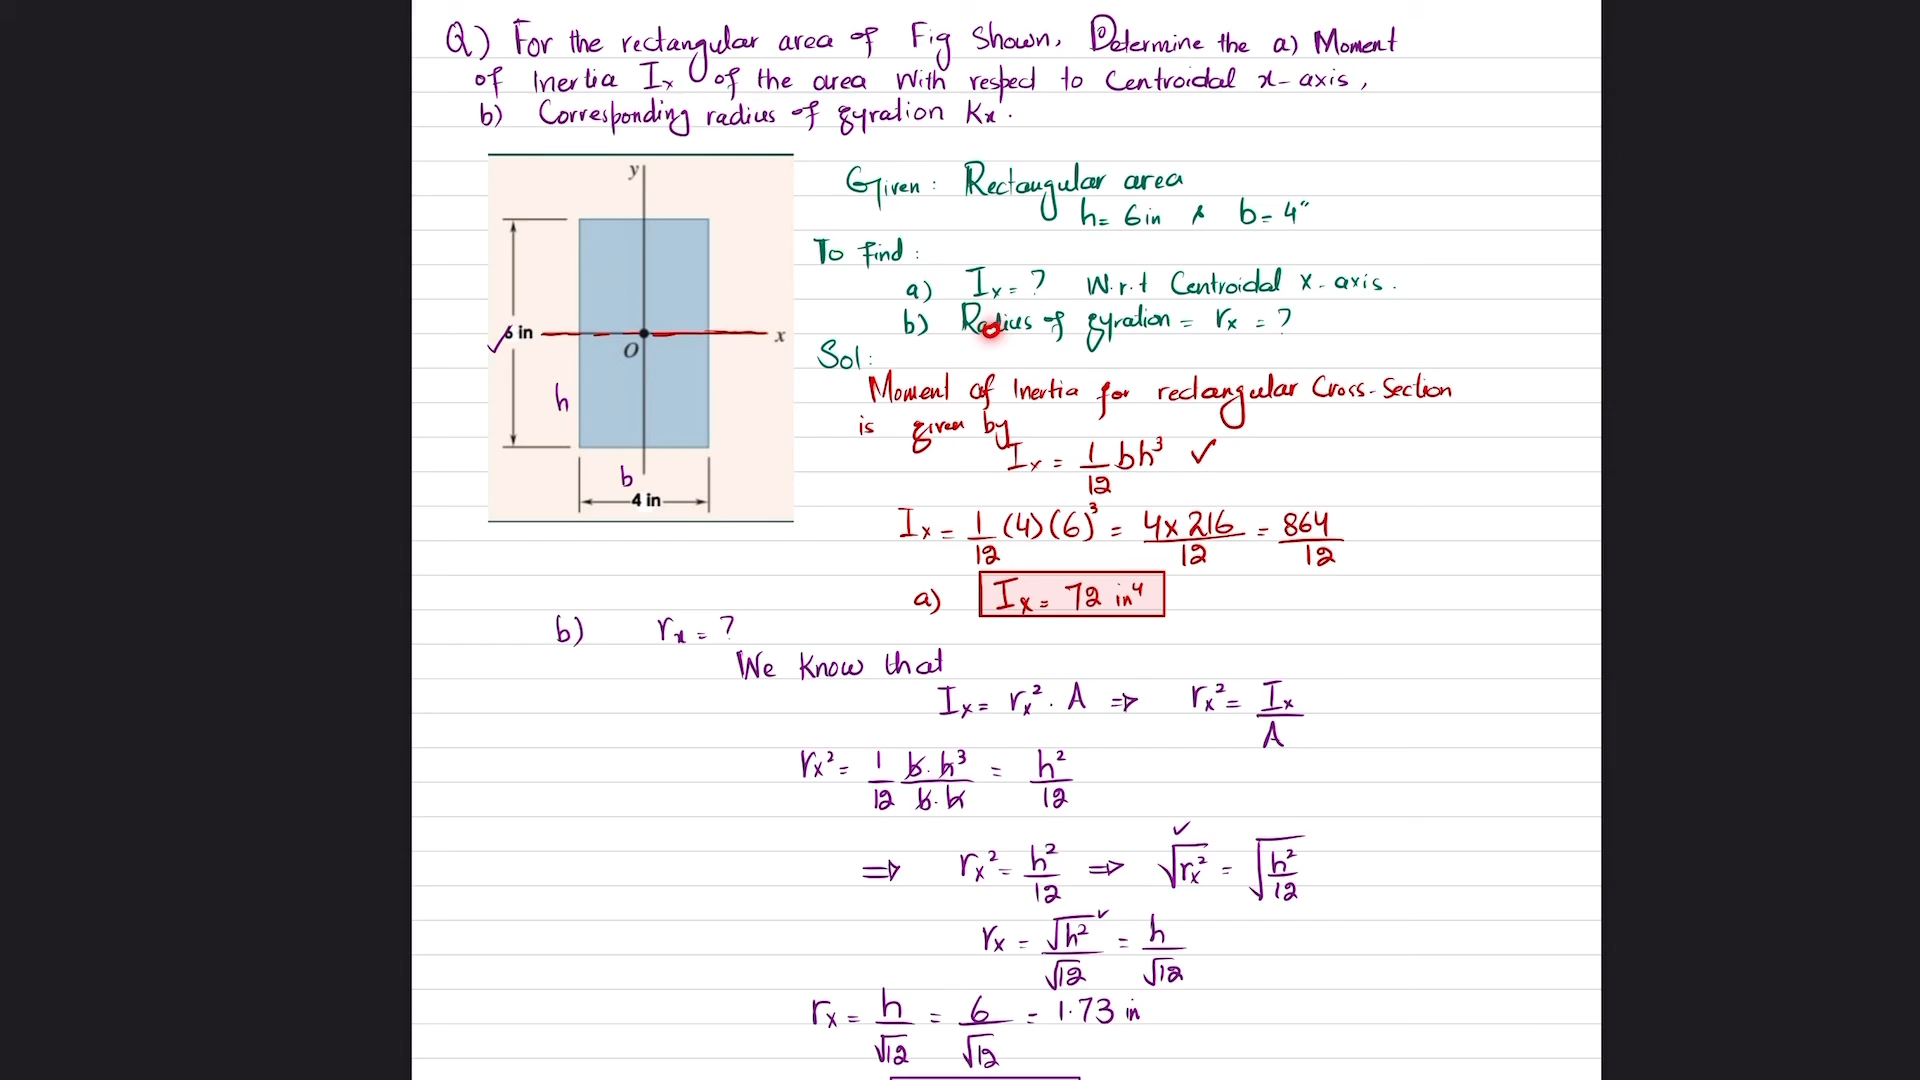 Q) For the rectangular area of Fig Shown, Determine the a) Moment
of Inertia Ix of the area with respect to Centroidal x-axis,
b) Corresponding radius of gyration Kx.
y
6 in
x
O
h
b
4 in
Given: Rectangular area
h = 6in & b = 4"
To find:
a) Ix = ? W.r.t Centroidal x-axis.
b) Radius of gyration = rx = ?
Sol:
Moment of Inertia for rectangular Cross-Section
is given by
Ix = 1/12 bh³ ✓
Ix = 1/12 (4)(6)³ = 4x216/12 = 864/12
a) Ix = 72 in⁴
b) rx = ?
We Know that
Ix = rx² . A ⇒ rx² = Ix/A
rx² = 1/12 b.h³/b.h = h²/12
⇒ rx² = h²/12 ⇒ √rx² = √h²/12
rx = √h²/√12 = h/√12
rx = h/√12 = 6/√12 = 1.73 in